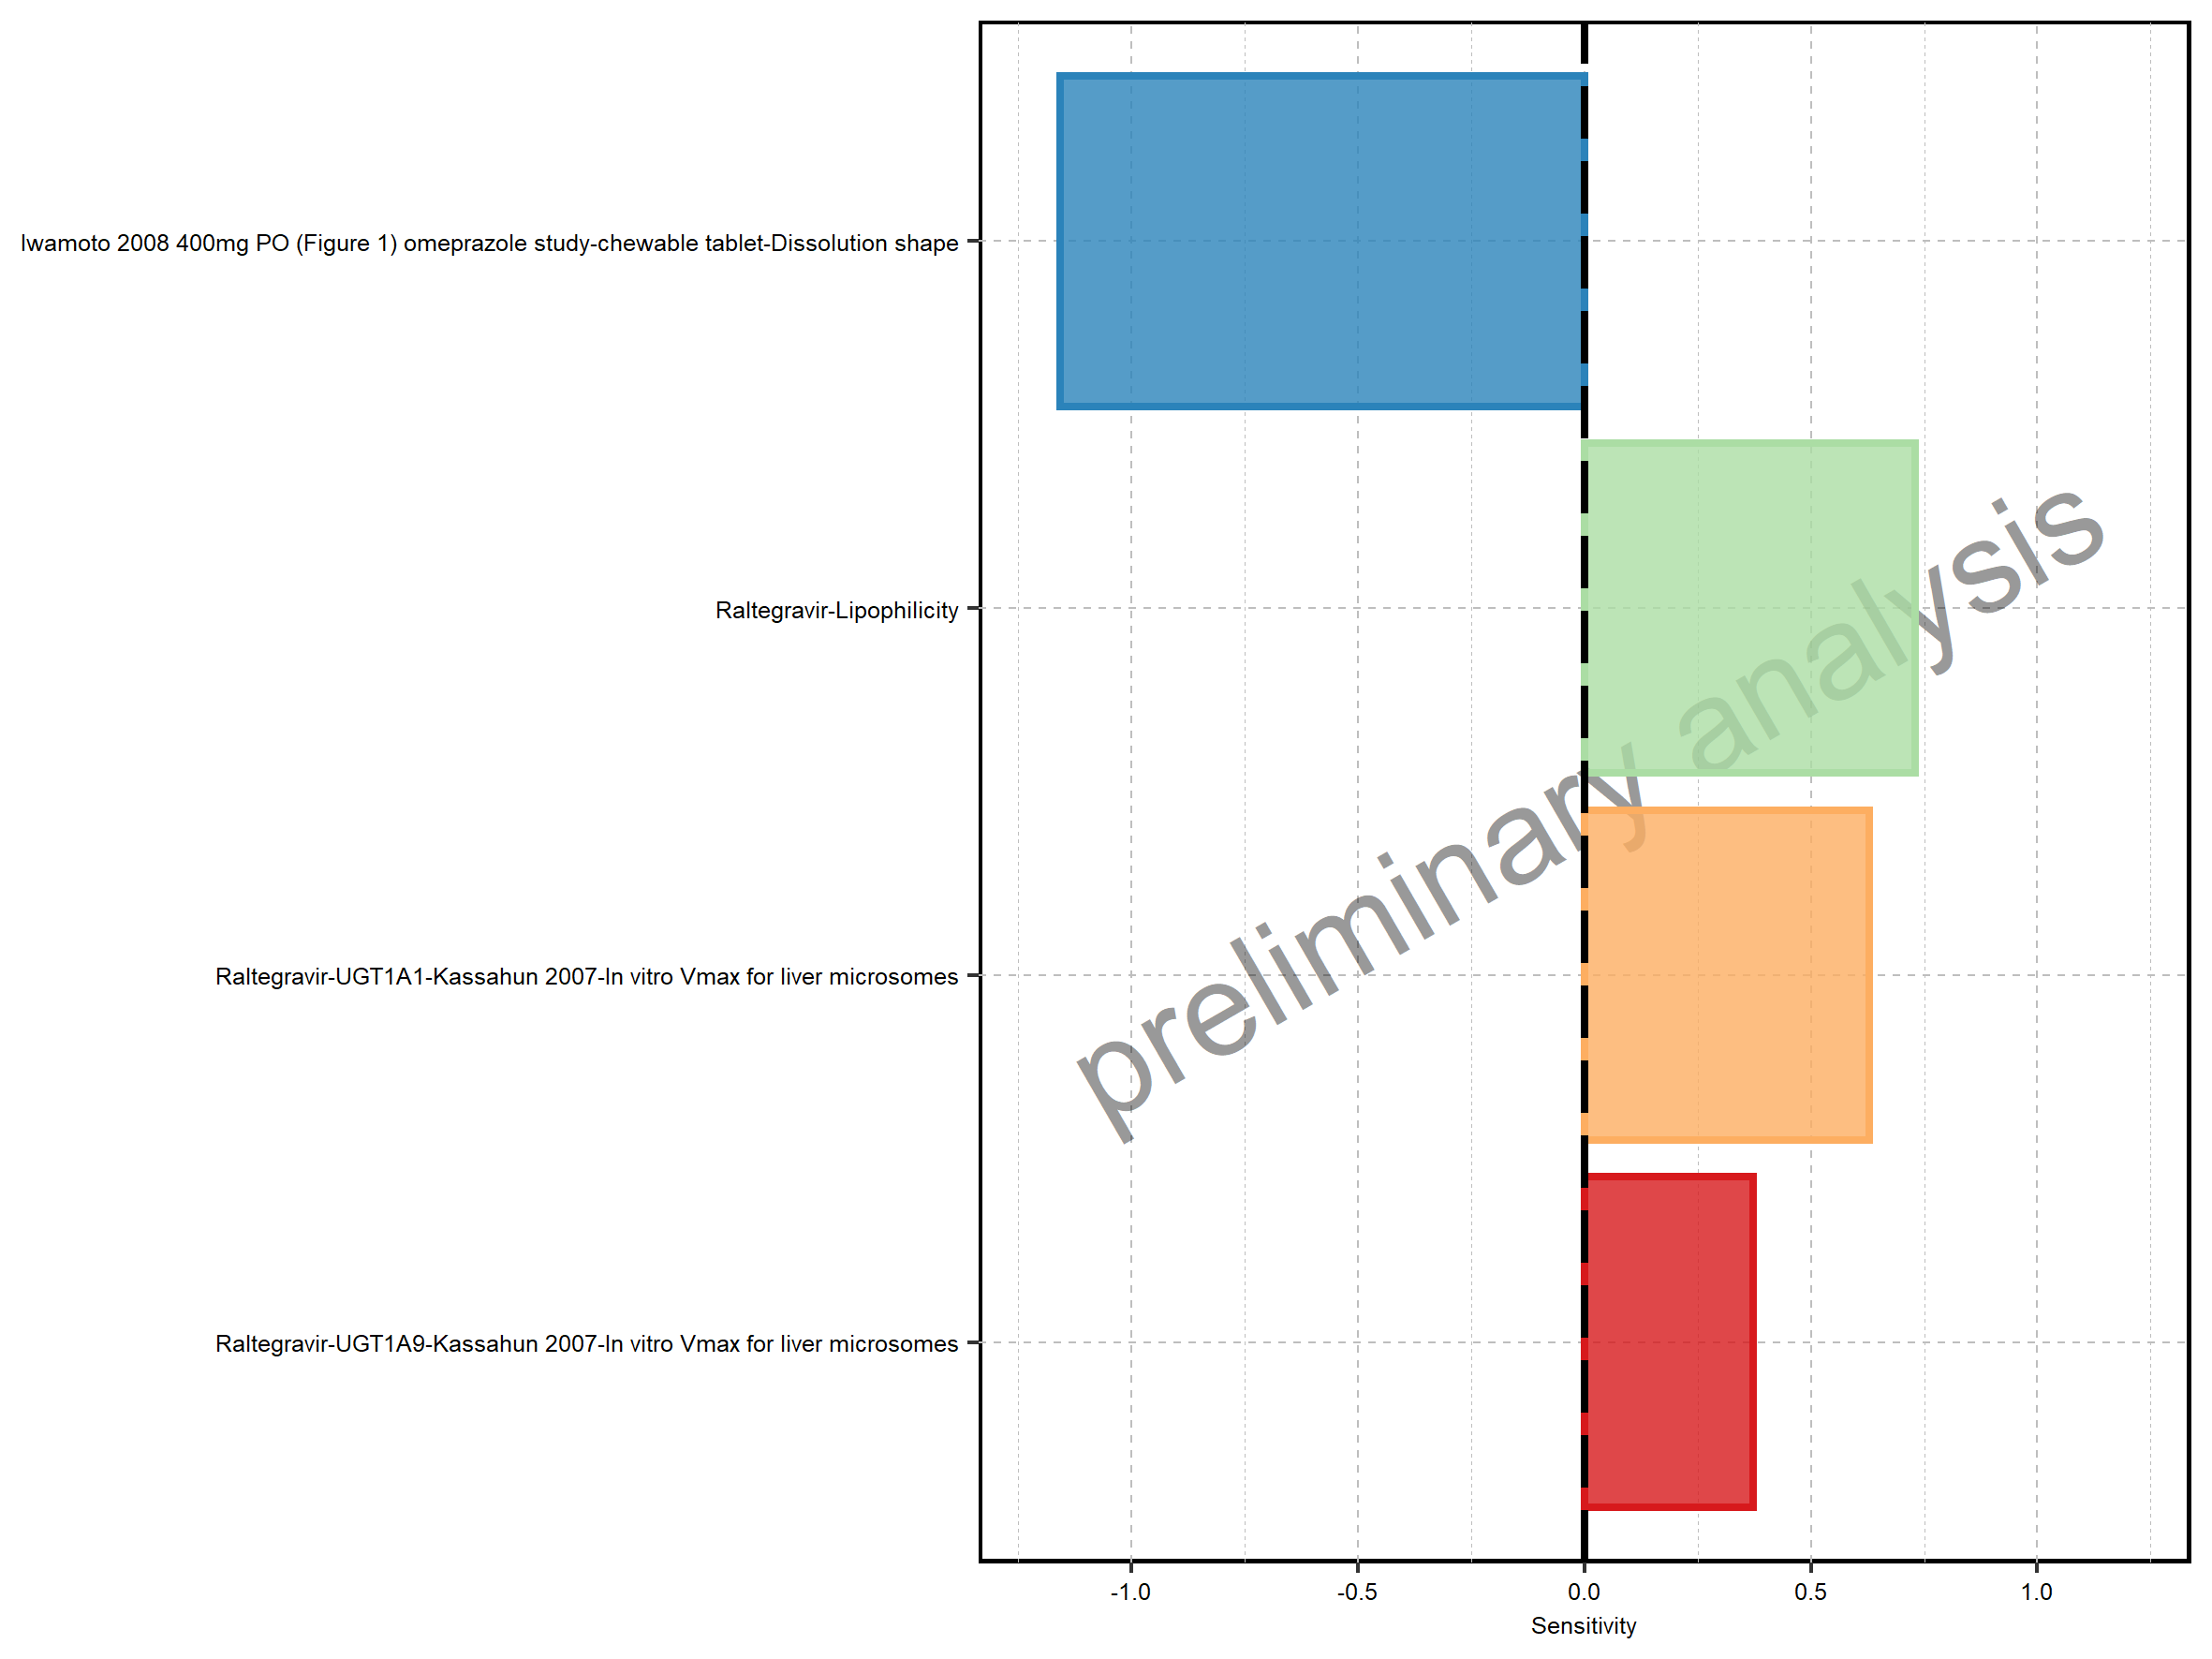 Iwamoto 2008 400mg PO (Figure 1) omeprazole study-chewable tablet-Dissolution shape
Raltegravir-Lipophilicity
Raltegravir-UGT1A1-Kassahun 2007-In vitro Vmax for liver microsomes
Raltegravir-UGT1A9-Kassahun 2007-In vitro Vmax for liver microsomes
preliminary analysis
-1.0 -0.5 0.0 0.5 1.0
Sensitivity